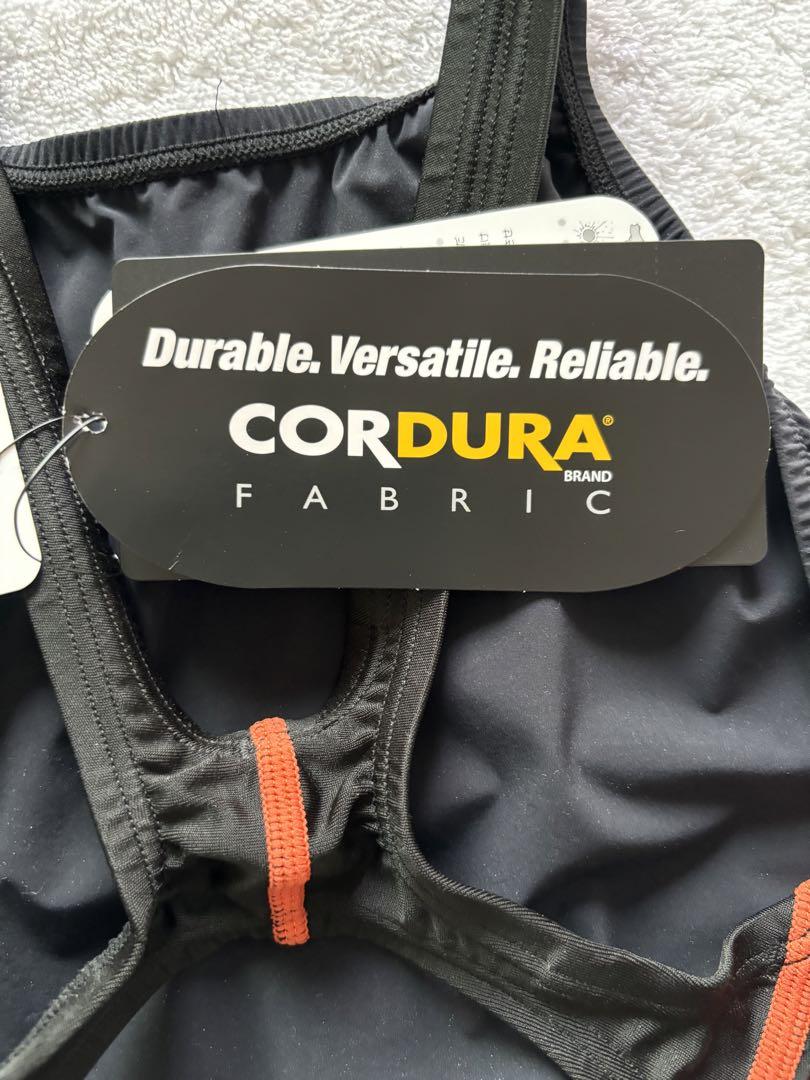 Durable. Versatile. Reliable.
CORDURA®
BRAND
FABRIC